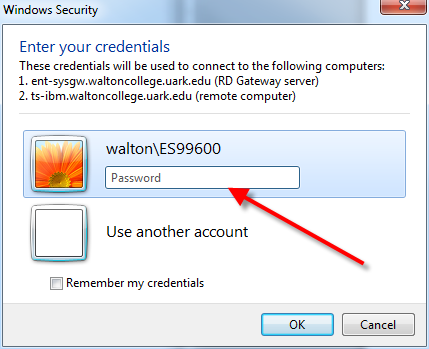 Windows Security
Enter your credentials
These credentials will be used to connect to the following computers:
1. ent-sysgw.waltoncollege.uark.edu (RD Gateway server)
2. ts-ibm.waltoncollege.uark.edu (remote computer)
walton\ES99600
Password
Use another account
Remember my credentials
OK
Cancel